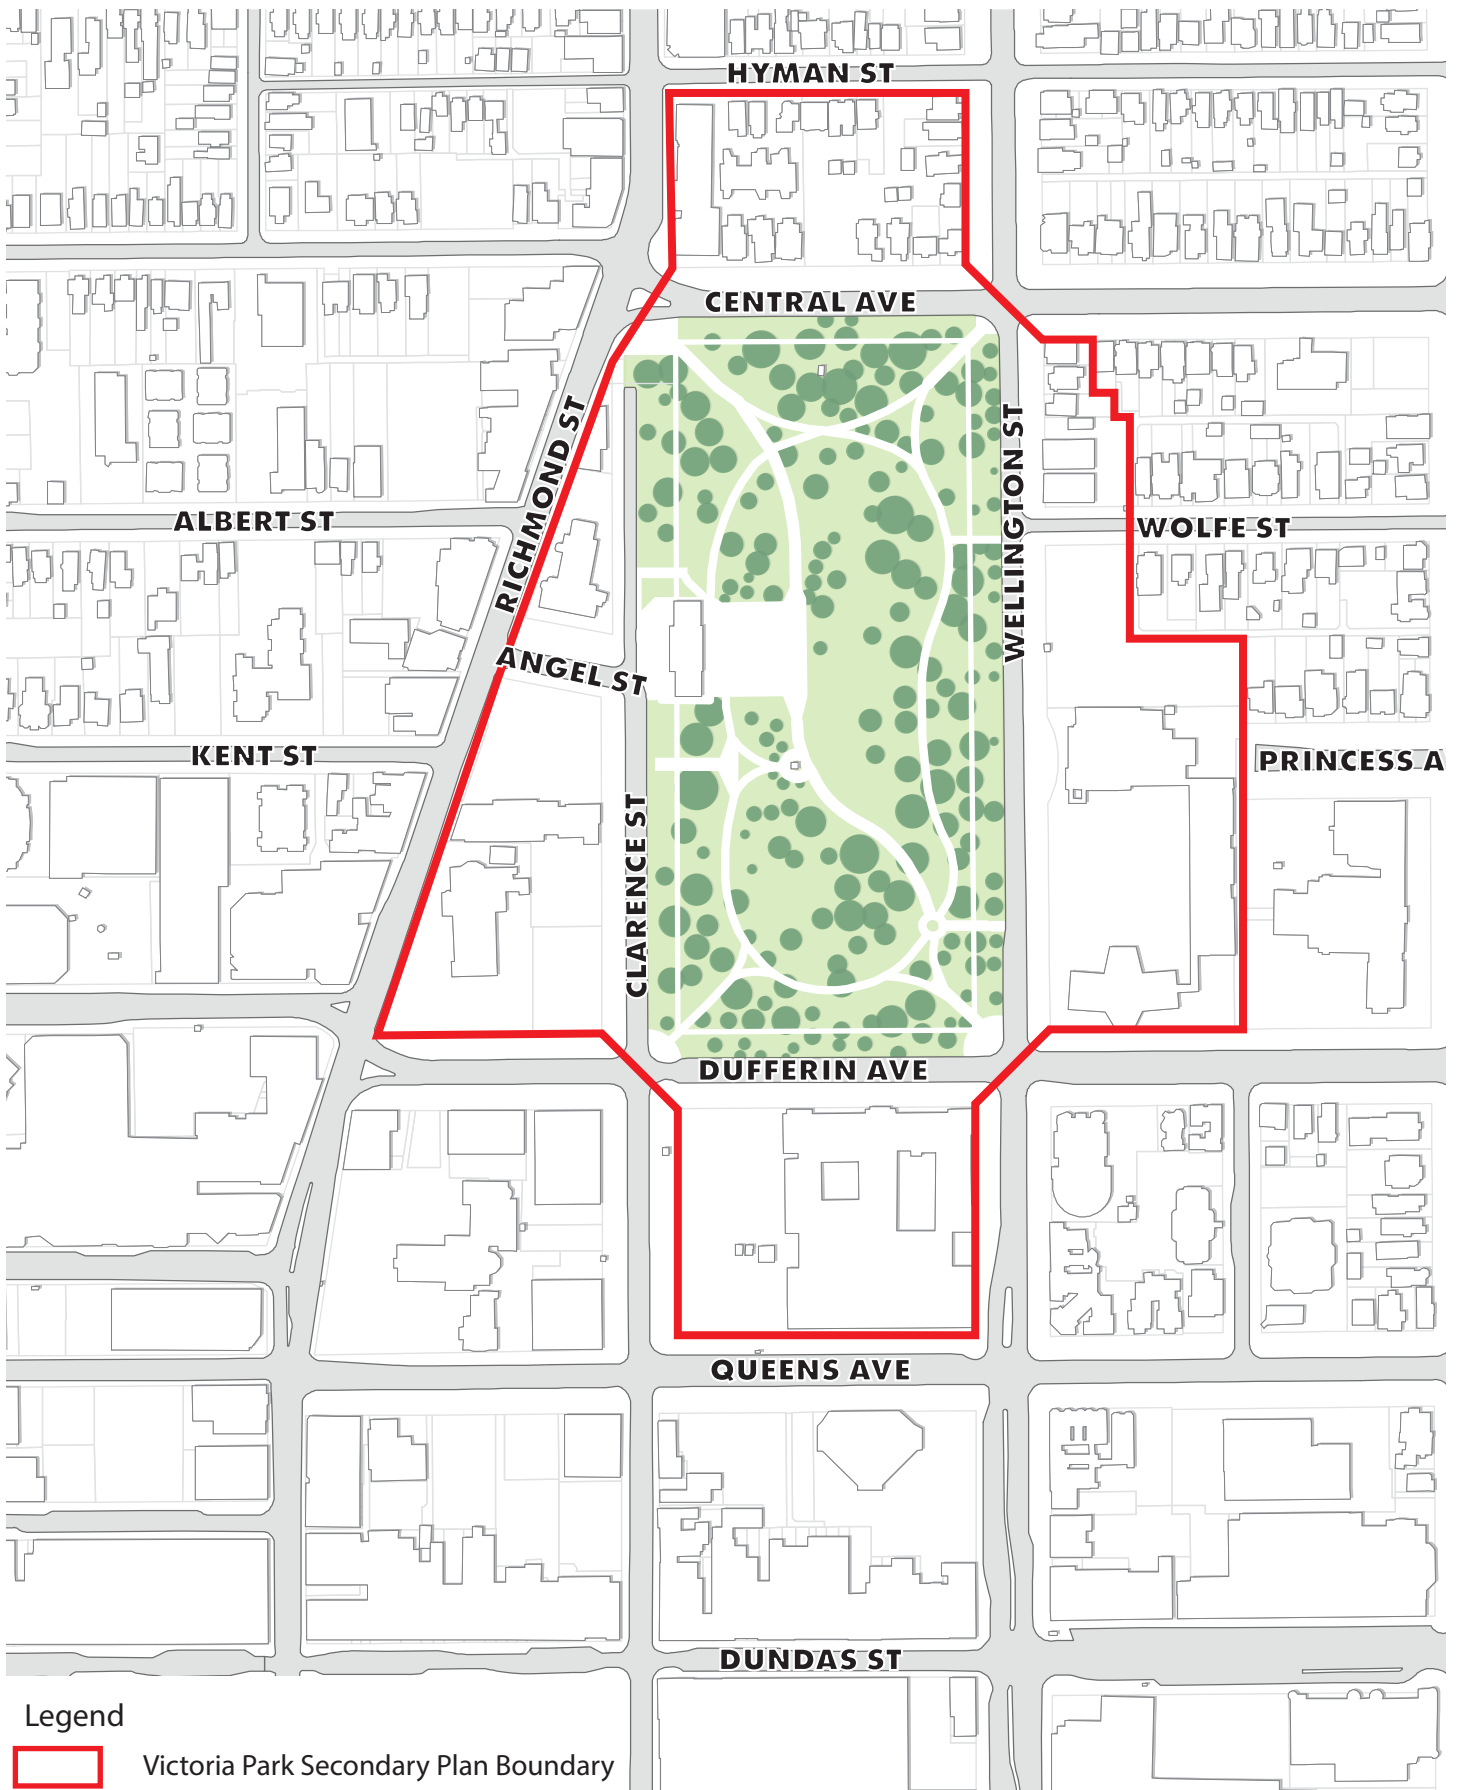 HYMAN ST
CENTRAL AVE
RICHMOND ST
WELLINGTON ST
ALBERT ST
WOLFE ST
ANGEL ST
KENT ST
PRINCESS A
CLARENCE ST
DUFFERIN AVE
QUEENS AVE
DUNDAS ST
Legend
Victoria Park Secondary Plan Boundary